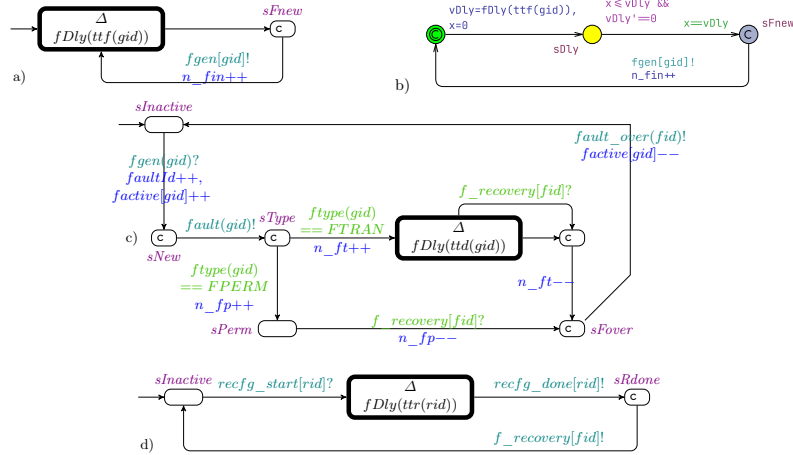 sFnew
Δ
fDly(ttf(gid))
C
fgen[gid]!
n_fin++
a)
vDly=fDly(ttf(gid)),
x=0
x<=vDly &&
vDly'==0
x==vDly
sFnew
C
C
sDly
fgen[gid]!
n_fin++
b)
sInactive
fault_over(fid)!
factive[gid]−−
fgen(gid)?
faultId++,
factive[gid]++
f_recovery[fid]?
sType
ftype(gid)
== FTRAN
Δ
fDly(ttd(gid))
fault(gid)!
c)
C
C
C
n_ft++
sNew
ftype(gid)
== FPERM
n_fp++
n_ft−−
sPerm
f_recovery[fid]?
n_fp−−
C
sFover
sInactive
recfg_start[rid]?
Δ
fDly(ttr(rid))
recfg_done[rid]!
sRdone
C
f_recovery[fid]!
d)